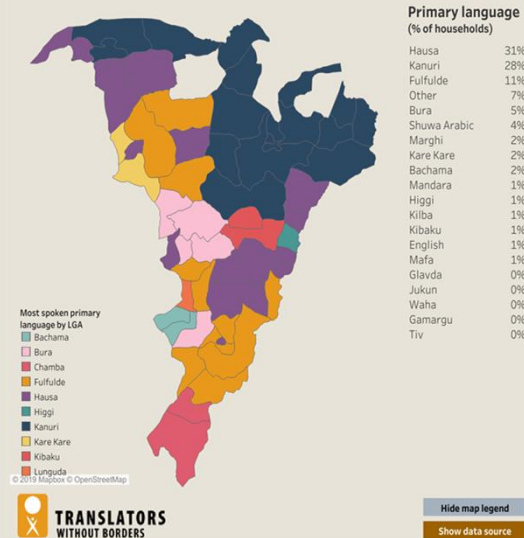 Primary language
(% of households)
Hausa 31%
Kanuri 28%
Fulfulde 11%
Other 7%
Bura 5%
Shuwa Arabic 4%
Marghi 2%
Kare Kare 2%
Bachama 2%
Mandara 1%
Higgi 1%
Kilba 1%
Kibaku 1%
English 1%
Mafa 1%
Glavda 0%
Jukun 0%
Waha 0%
Gamargu 0%
Tiv 0%
Most spoken primary
language by LGA
Bachama
Bura
Chamba
Fulfulde
Hausa
Higgi
Kanuri
Kare Kare
Kibaku
Lunguda
© 2019 Mapbox © OpenStreetMap
TRANSLATORS
WITHOUT BORDERS
Hide map legend
Show data source